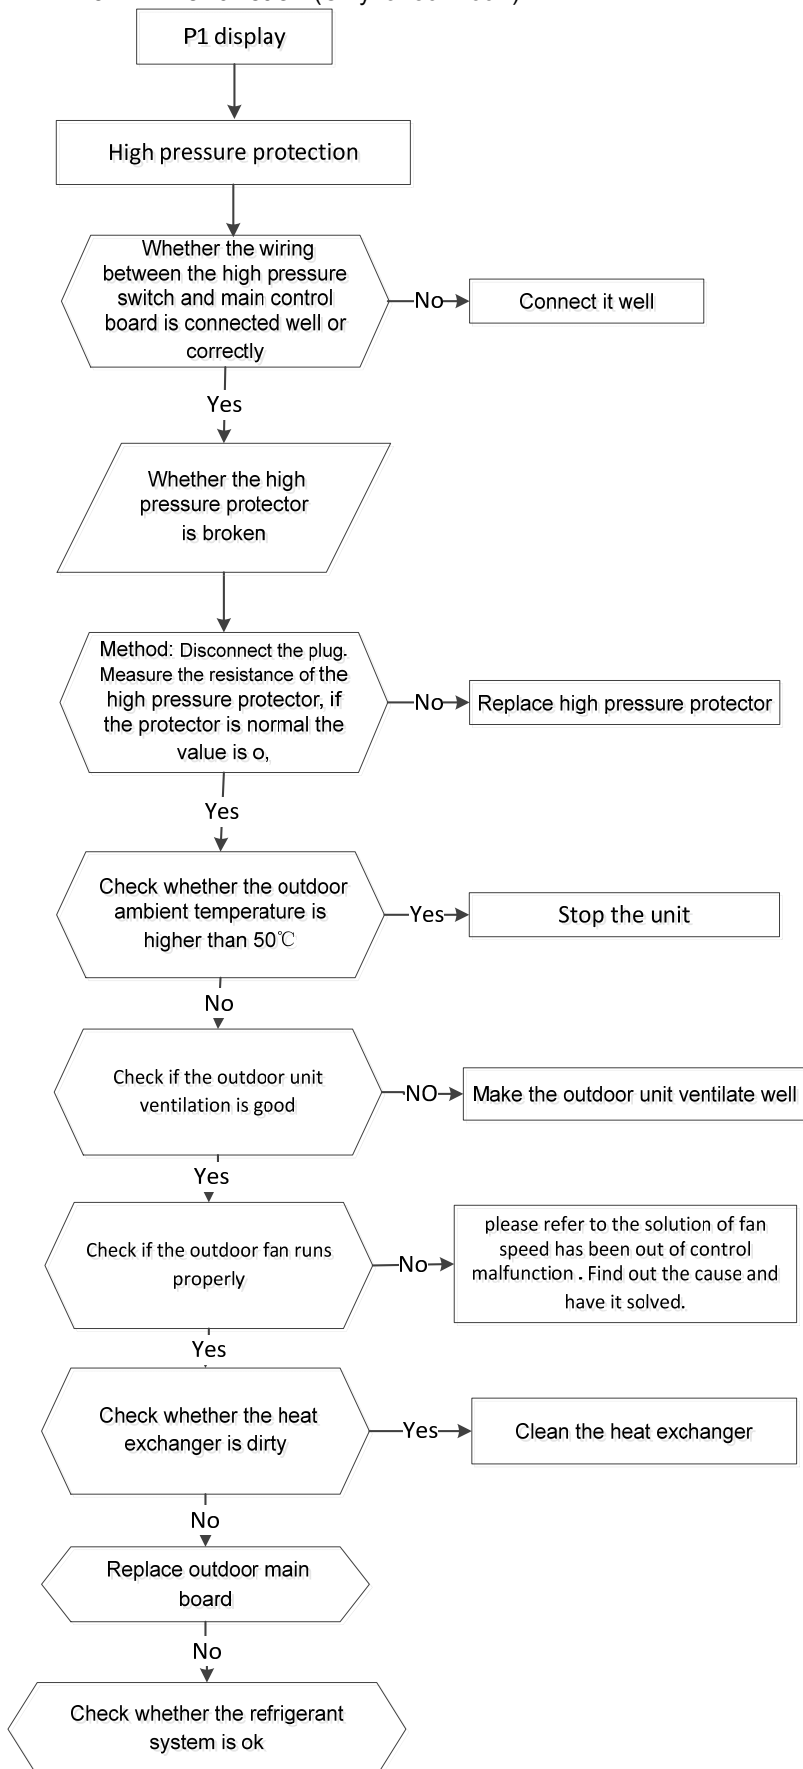 P1 display
High pressure protection
Whether the wiring
between the high pressure
switch and main control
board is connected well or
correctly
No
Connect it well
Yes
Whether the high
pressure protector
is broken
Method: Disconnect the plug.
Measure the resistance of the
high pressure protector, if
the protector is normal the
value is o,
No
Replace high pressure protector
Yes
Check whether the outdoor
ambient temperature is
higher than 50℃
Yes
Stop the unit
No
Check if the outdoor unit
ventilation is good
NO
Make the outdoor unit ventilate well
Yes
Check if the outdoor fan runs
properly
No
please refer to the solution of fan
speed has been out of control
malfunction . Find out the cause and
have it solved.
Yes
Check whether the heat
exchanger is dirty
Yes
Clean the heat exchanger
No
Replace outdoor main
board
No
Check whether the refrigerant
system is ok